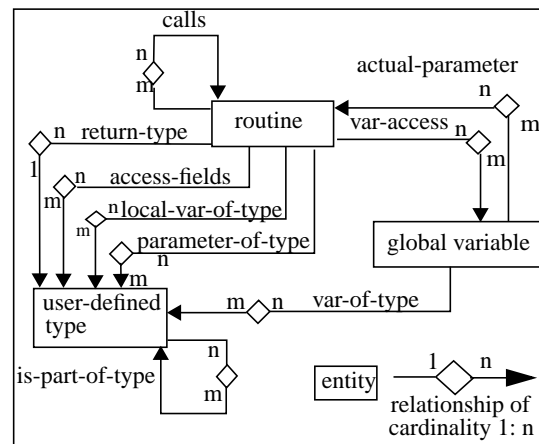 calls
n
m
actual-parameter
n
routine
var-access
n
m
m
n
return-type
1
access-fields
n
m
local-var-of-type
n
m
parameter-of-type
n
m
global variable
user-defined
type
m
n
var-of-type
is-part-of-type
n
m
entity
1
n
relationship of
cardinality 1: n